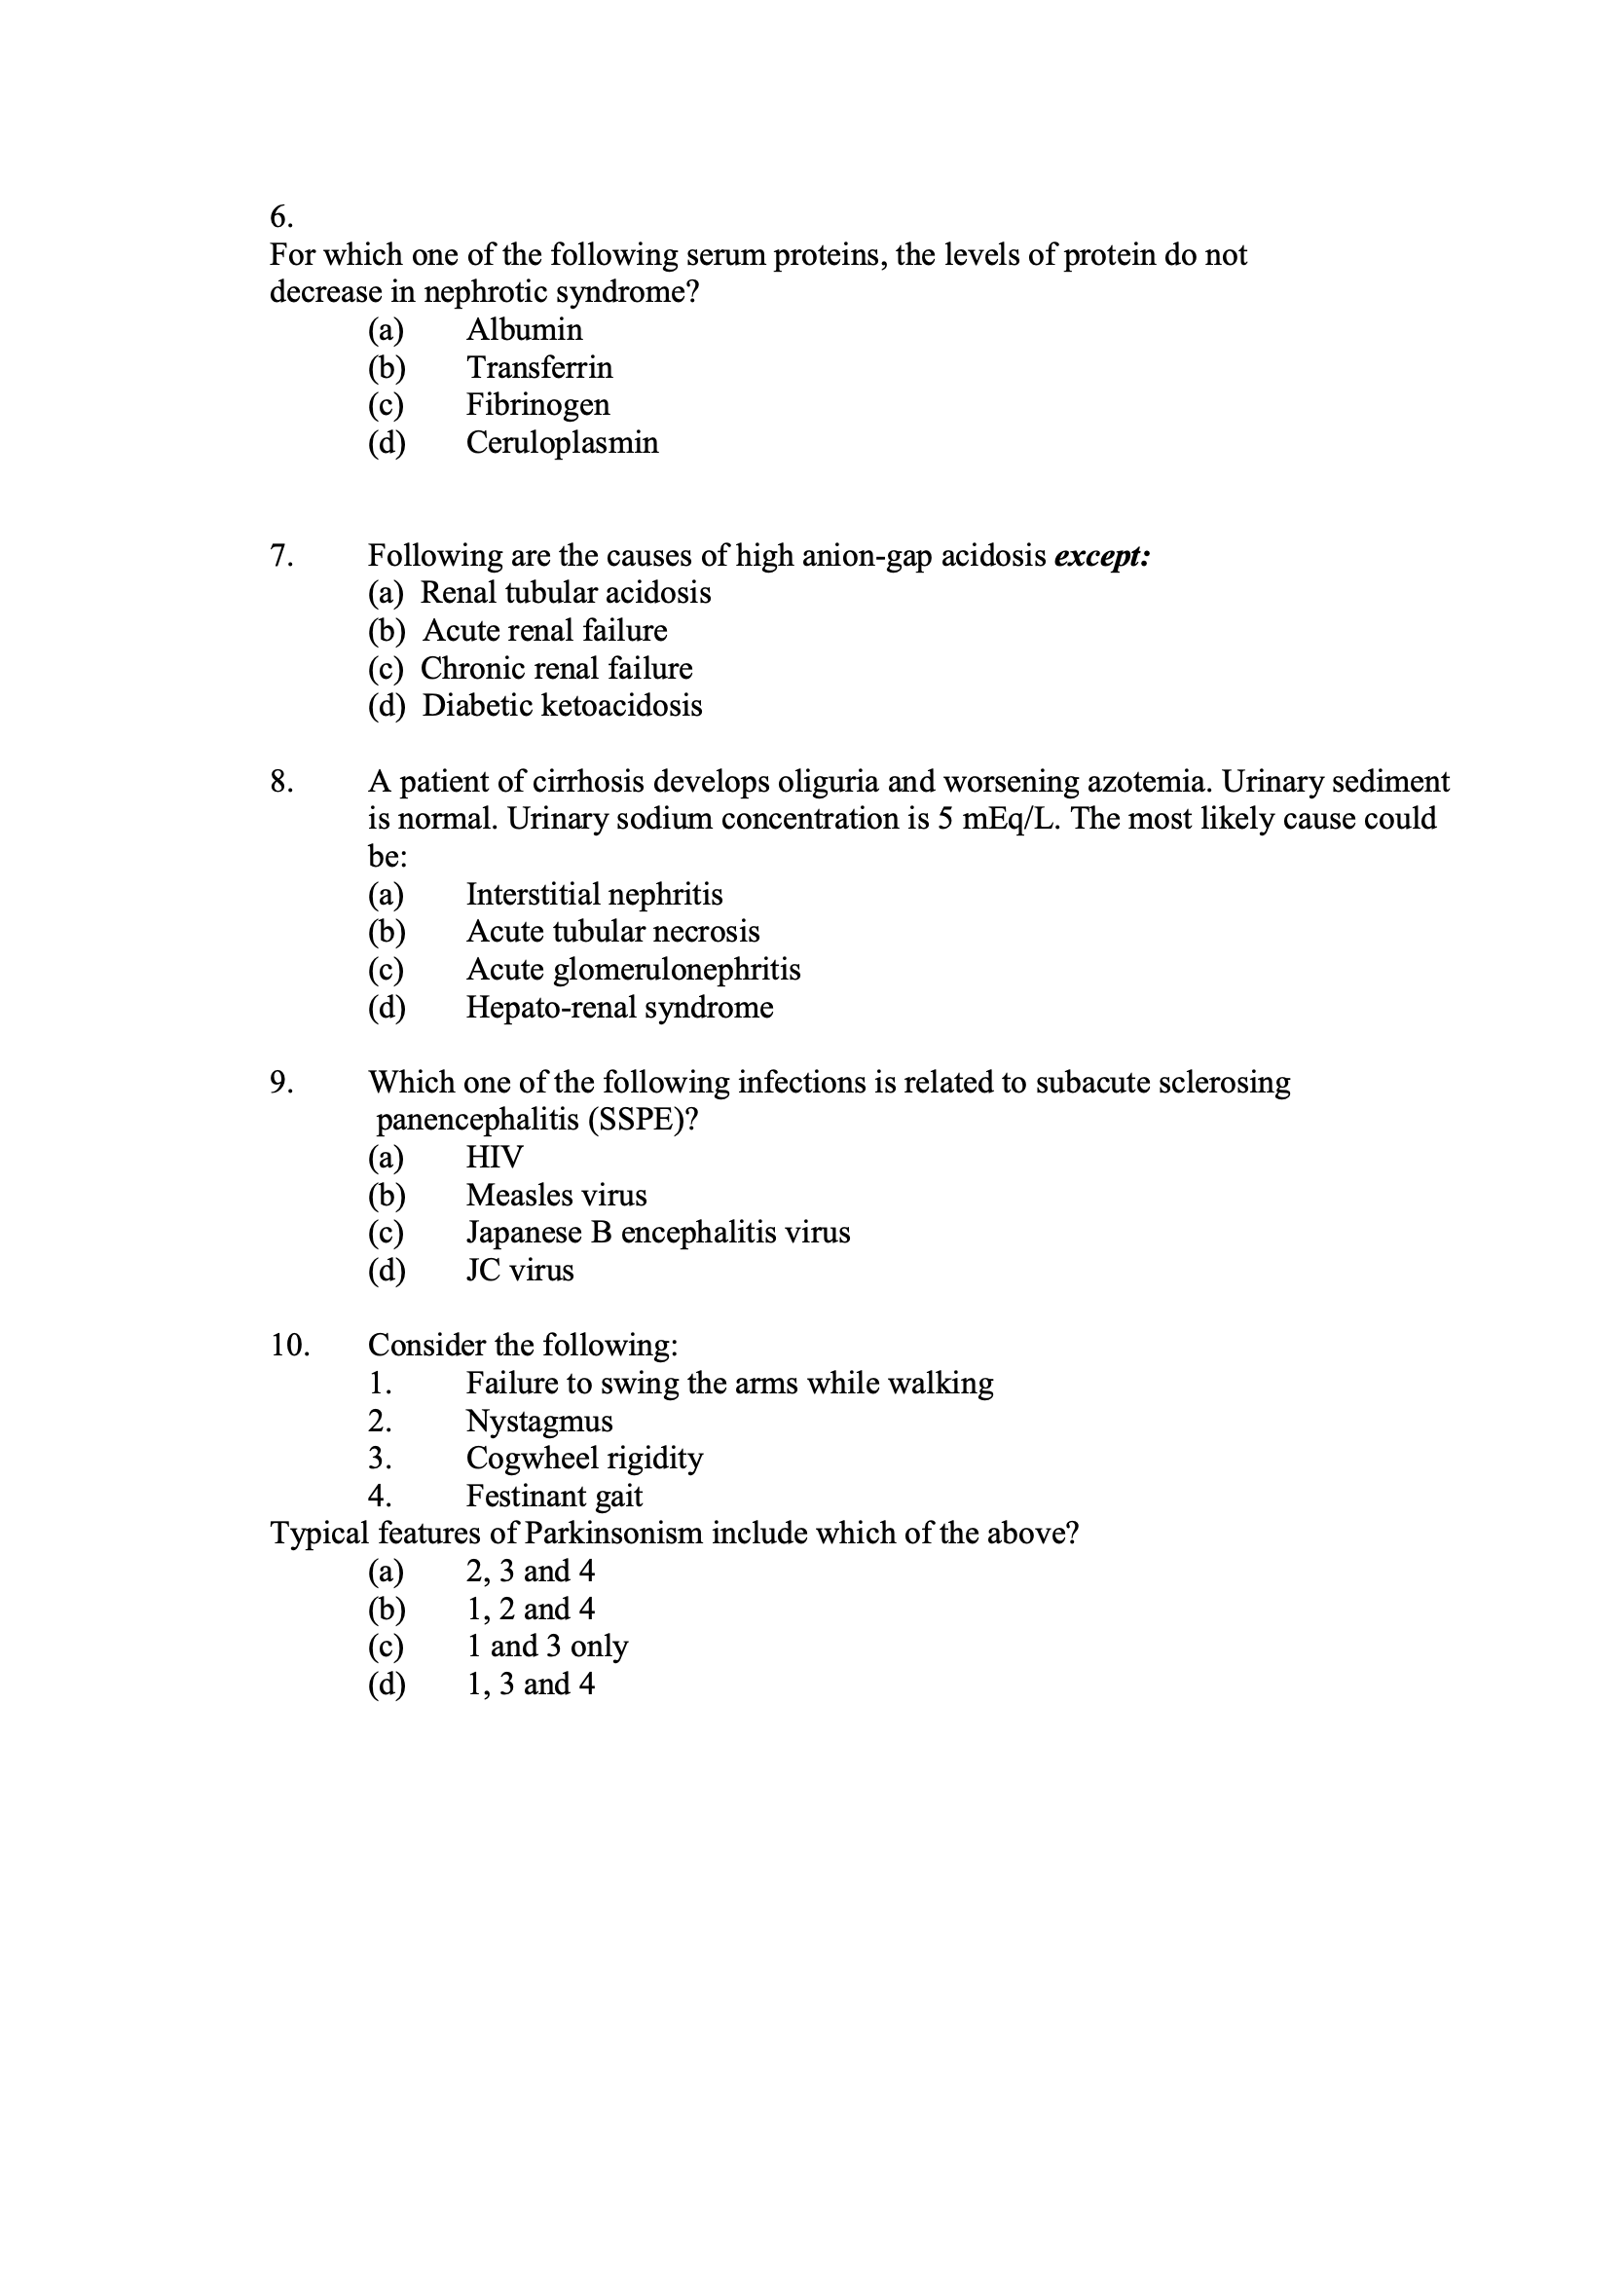 6.
For which one of the following serum proteins, the levels of protein do not
decrease in nephrotic syndrome?
(a) Albumin
(b) Transferrin
(c) Fibrinogen
(d) Ceruloplasmin
7. Following are the causes of high anion-gap acidosis except:
(a) Renal tubular acidosis
(b) Acute renal failure
(c) Chronic renal failure
(d) Diabetic ketoacidosis
8. A patient of cirrhosis develops oliguria and worsening azotemia. Urinary sediment
is normal. Urinary sodium concentration is 5 mEq/L. The most likely cause could
be:
(a) Interstitial nephritis
(b) Acute tubular necrosis
(c) Acute glomerulonephritis
(d) Hepato-renal syndrome
9. Which one of the following infections is related to subacute sclerosing
panencephalitis (SSPE)?
(a) HIV
(b) Measles virus
(c) Japanese B encephalitis virus
(d) JC virus
10. Consider the following:
1. Failure to swing the arms while walking
2. Nystagmus
3. Cogwheel rigidity
4. Festinant gait
Typical features of Parkinsonism include which of the above?
(a) 2, 3 and 4
(b) 1, 2 and 4
(c) 1 and 3 only
(d) 1, 3 and 4